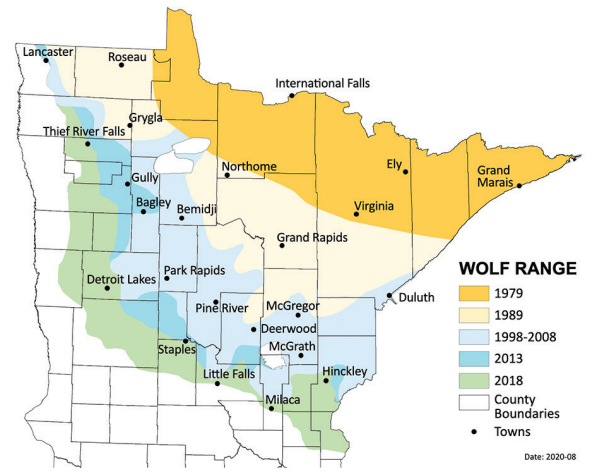 Lancaster
Roseau
International Falls
Grygla
Thief River Falls
Northome
Ely
Grand
Marais
Gully
Bagley
Bemidji
Virginia
Grand Rapids
WOLF RANGE
1979
1989
1998-2008
2013
2018
County
Boundaries
Towns
Detroit Lakes
Park Rapids
Pine River
McGregor
Duluth
Deerwood
McGrath
Staples
Little Falls
Hinckley
Milaca
Date: 2020-08